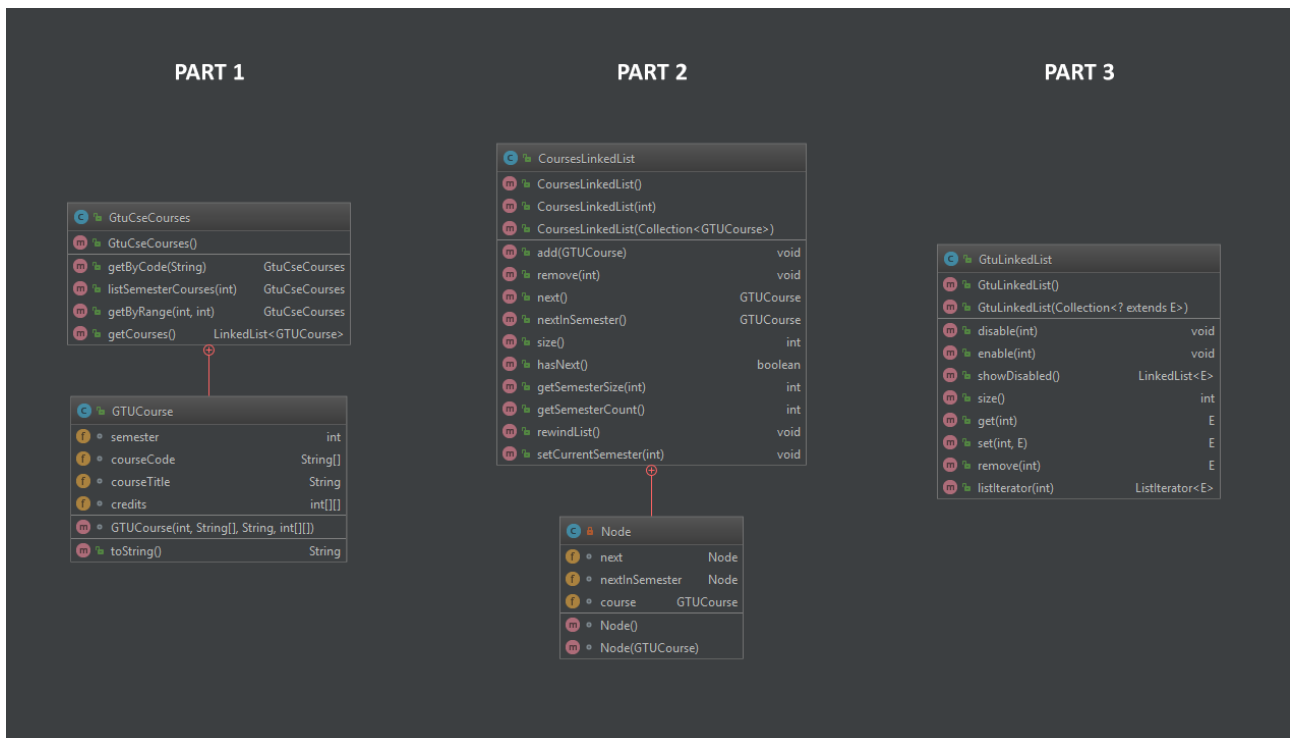 PART 1
PART 2
PART 3
GtuCseCourses
GtuCseCourses()
getByCode(String) GtuCseCourses
listSemesterCourses(int) GtuCseCourses
getByRange(int, int) GtuCseCourses
getCourses() LinkedList<GTUCourse>
GTUCourse
semester int
courseCode String[]
courseTitle String
credits int[][]
GTUCourse(int, String[], String, int[][])
toString() String
CoursesLinkedList
CoursesLinkedList()
CoursesLinkedList(int)
CoursesLinkedList(Collection<GTUCourse>)
add(GTUCourse) void
remove(int) void
next() GTUCourse
nextInSemester() GTUCourse
size() int
hasNext() boolean
getSemesterSize(int) int
getSemesterCount() int
rewindList() void
setCurrentSemester(int) void
Node
next Node
nextInSemester Node
course GTUCourse
Node()
Node(GTUCourse)
GtuLinkedList
GtuLinkedList()
GtuLinkedList(Collection<? extends E>)
disable(int) void
enable(int) void
showDisabled() LinkedList<E>
size() int
get(int) E
set(int, E) E
remove(int) E
listIterator(int) ListIterator<E>